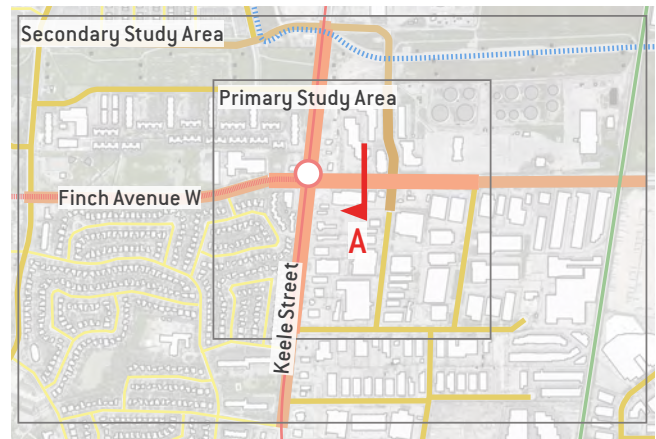 Secondary Study Area
Primary Study Area
Finch Avenue W
A
Keele Street